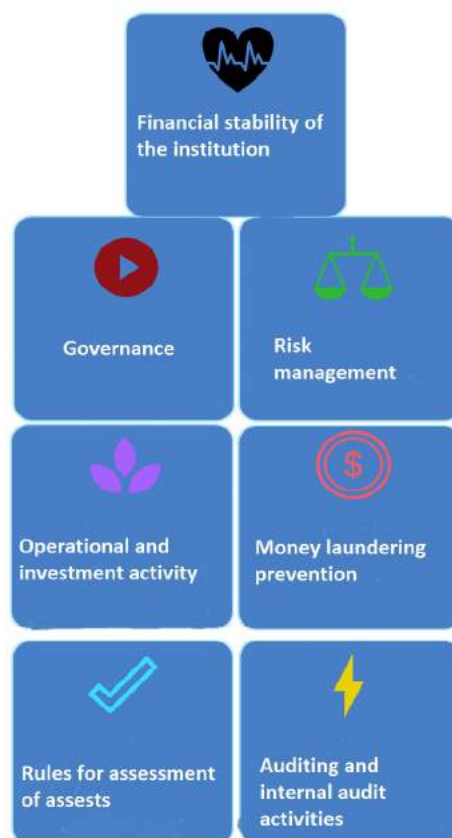 Financial stability of
the institution
Governance
Risk
management
Operational and
investment activity
$
Money laundering
prevention
Rules for assessment
of assests
Auditing and
internal audit
activities